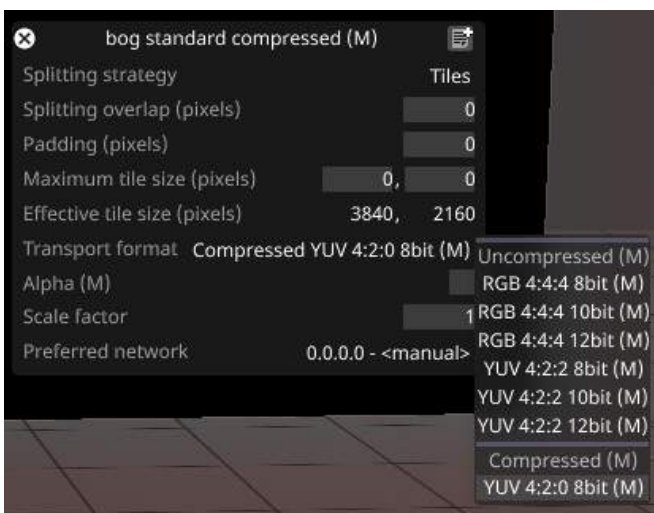 bog standard compressed (M)
Splitting strategy Tiles
Splitting overlap (pixels) 0
Padding (pixels) 0
Maximum tile size (pixels) 0, 0
Effective tile size (pixels) 3840, 2160
Transport format Compressed YUV 4:2:0 8bit (M)
Alpha (M)
Scale factor 1
Preferred network 0.0.0.0 - <manual>
Uncompressed (M)
RGB 4:4:4 8bit (M)
RGB 4:4:4 10bit (M)
RGB 4:4:4 12bit (M)
YUV 4:2:2 8bit (M)
YUV 4:2:2 10bit (M)
YUV 4:2:2 12bit (M)
Compressed (M)
YUV 4:2:0 8bit (M)